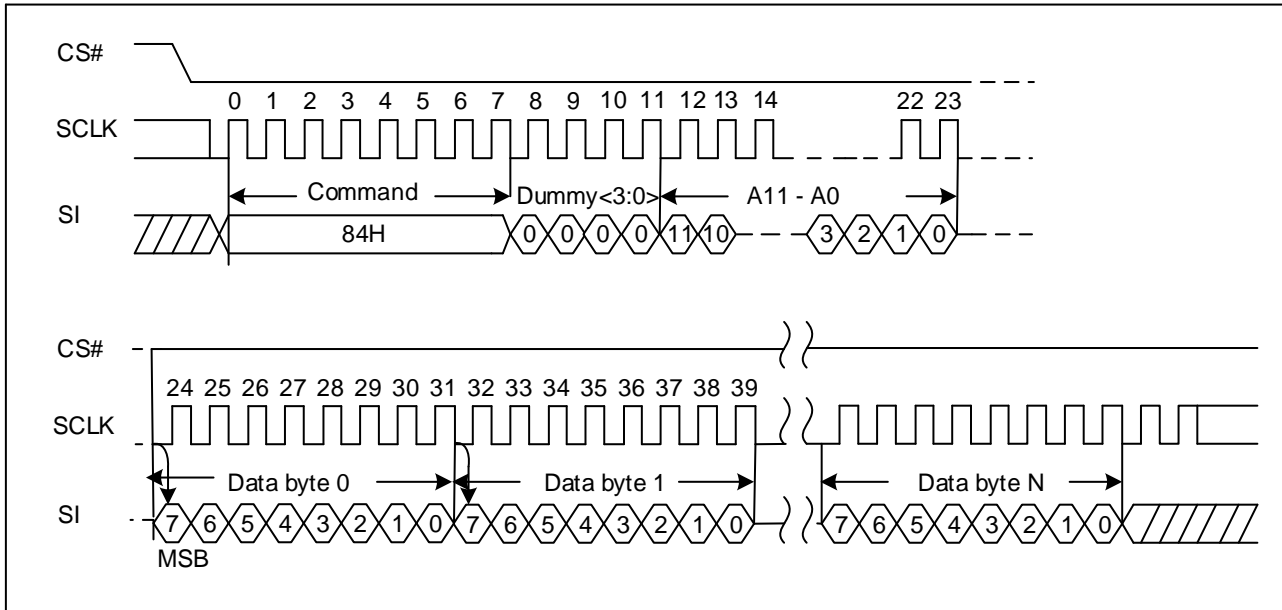 CS#
0 1 2 3 4 5 6 7 8 9 10 11 12 13 14 22 23
SCLK
Command Dummy<3:0> A11 - A0
SI
84H 0 0 0 0 11 10 3 2 1 0
CS#
24 25 26 27 28 29 30 31 32 33 34 35 36 37 38 39
SCLK
Data byte 0 Data byte 1 Data byte N
SI
7 6 5 4 3 2 1 0 7 6 5 4 3 2 1 0 7 6 5 4 3 2 1 0
MSB